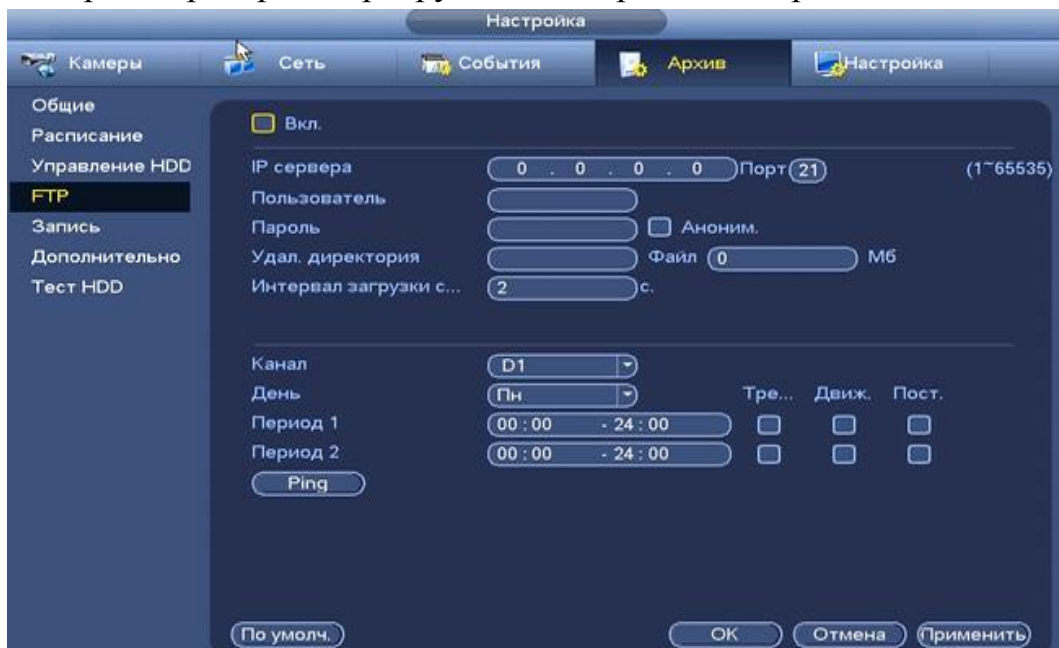 Настройка
Камеры Сеть События Архив Настройка
Общие
Расписание
Управление HDD
FTP
Запись
Дополнительно
Тест HDD
Вкл.
IP сервера 0 . 0 . 0 . 0 Порт 21 (1~65535)
Пользователь
Пароль Аноним.
Удал. директория Файл 0 Мб
Интервал загрузки с... 2 с.
Канал D1
День Пн Тре... Движ. Пост.
Период 1 00 : 00 - 24 : 00
Период 2 00 : 00 - 24 : 00
Ping
По умолч. OK Отмена Применить